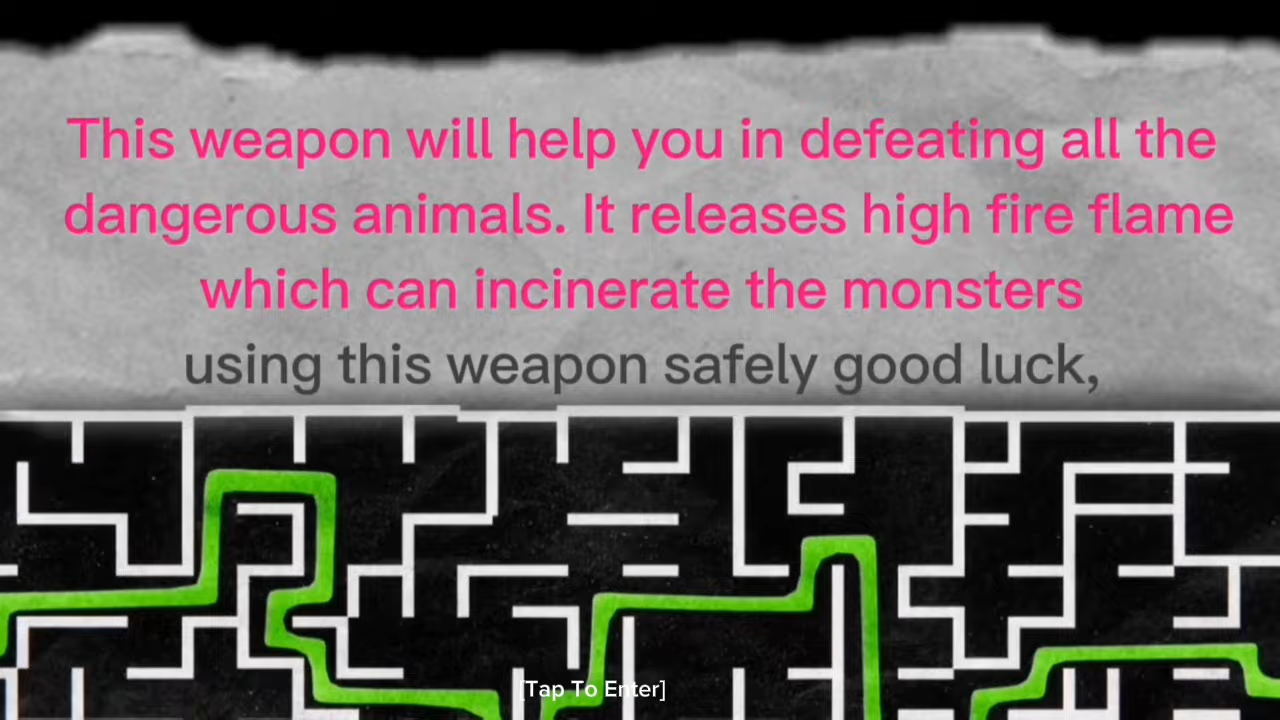 This weapon will help you in defeating all the
dangerous animals. It releases high fire flame
which can incinerate the monsters
using this weapon safely good luck,
[Tap To Enter]